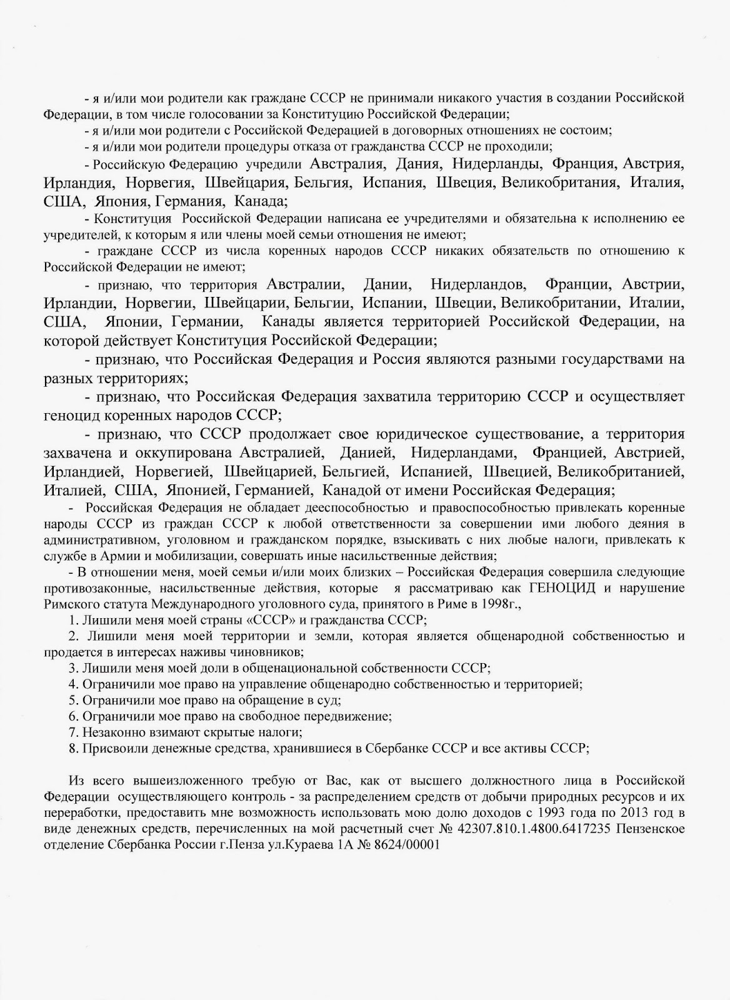 - я и/или мои родители как граждане СССР не принимали никакого участия в создании Российской
Федерации, в том числе голосовании за Конституцию Российской Федерации;
- я и/или мои родители с Российской Федерацией в договорных отношениях не состоим;
- я и/или мои родители процедуры отказа от гражданства СССР не проходили;
- Российскую Федерацию учредили Австралия, Дания, Нидерланды, Франция, Австрия,
Ирландия, Норвегия, Швейцария, Бельгия, Испания, Швеция, Великобритания, Италия,
США, Япония, Германия, Канада;
- Конституция Российской Федерации написана ее учредителями и обязательна к исполнению ее
учредителей, к которым я или члены моей семьи отношения не имеют;
- граждане СССР из числа коренных народов СССР никаких обязательств по отношению к
Российской Федерации не имеют;
- признаю, что территория Австралии, Дании, Нидерландов, Франции, Австрии,
Ирландии, Норвегии, Швейцарии, Бельгии, Испании, Швеции, Великобритании, Италии,
США, Японии, Германии, Канады является территорией Российской Федерации, на
которой действует Конституция Российской Федерации;
- признаю, что Российская Федерация и Россия являются разными государствами на
разных территориях;
- признаю, что Российская Федерация захватила территорию СССР и осуществляет
геноцид коренных народов СССР;
- признаю, что СССР продолжает свое юридическое существование, а территория
захвачена и оккупирована Австралией, Данией, Нидерландами, Францией, Австрией,
Ирландией, Норвегией, Швейцарией, Бельгией, Испанией, Швецией, Великобританией,
Италией, США, Японией, Германией, Канадой от имени Российская Федерация;
- Российская Федерация не обладает дееспособностью и правоспособностью привлекать коренные
народы СССР из граждан СССР к любой ответственности за совершении ими любого деяния в
административном, уголовном и гражданском порядке, взыскивать с них любые налоги, привлекать к
службе в Армии и мобилизации, совершать иные насильственные действия;
- В отношении меня, моей семьи и/или моих близких – Российская Федерация совершила следующие
противозаконные, насильственные действия, которые я рассматриваю как ГЕНОЦИД и нарушение
Римского статута Международного уголовного суда, принятого в Риме в 1998г.,
1. Лишили меня моей страны «СССР» и гражданства СССР;
2. Лишили меня моей территории и земли, которая является общенародной собственностью и
продается в интересах наживы чиновников;
3. Лишили меня моей доли в общенациональной собственности СССР;
4. Ограничили мое право на управление общенародно собственностью и территорией;
5. Ограничили мое право на обращение в суд;
6. Ограничили мое право на свободное передвижение;
7. Незаконно взимают скрытые налоги;
8. Присвоили денежные средства, хранившиеся в Сбербанке СССР и все активы СССР;
Из всего вышеизложенного требую от Вас, как от высшего должностного лица в Российской
Федерации осуществляющего контроль - за распределением средств от добычи природных ресурсов и их
переработки, предоставить мне возможность использовать мою долю доходов с 1993 года по 2013 год в
виде денежных средств, перечисленных на мой расчетный счет № 42307.810.1.4800.6417235 Пензенское
отделение Сбербанка России г.Пенза ул.Кураева 1А № 8624/00001